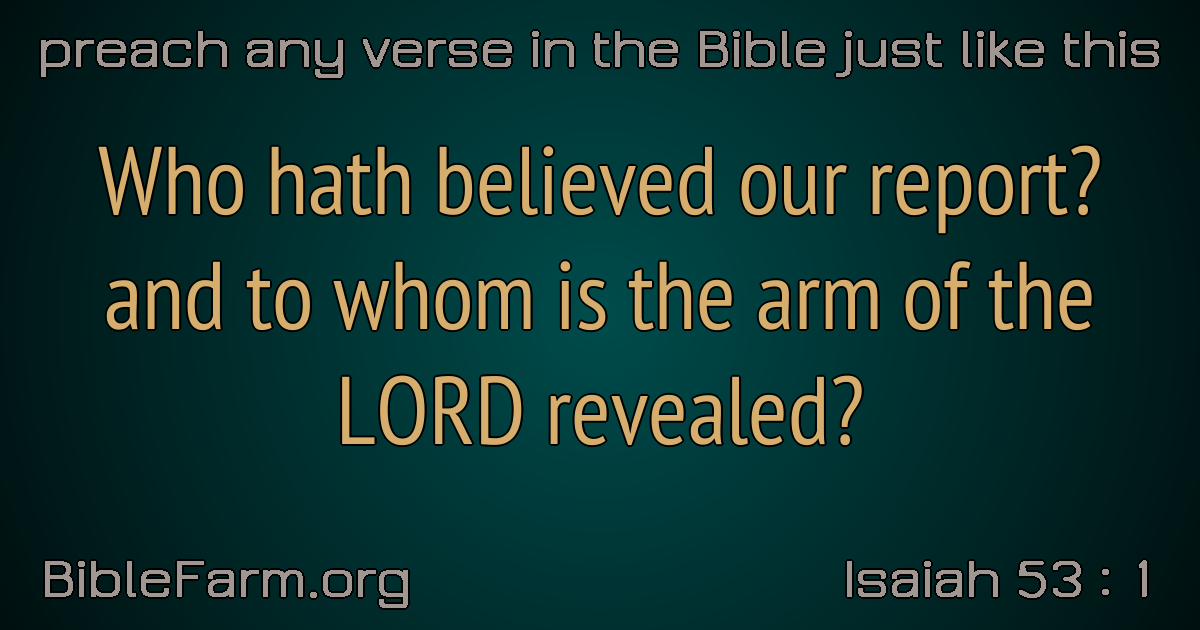 preach any verse in the Bible just like this
Who hath believed our report?
and to whom is the arm of the
LORD revealed?
BibleFarm.org
Isaiah 53 : 1